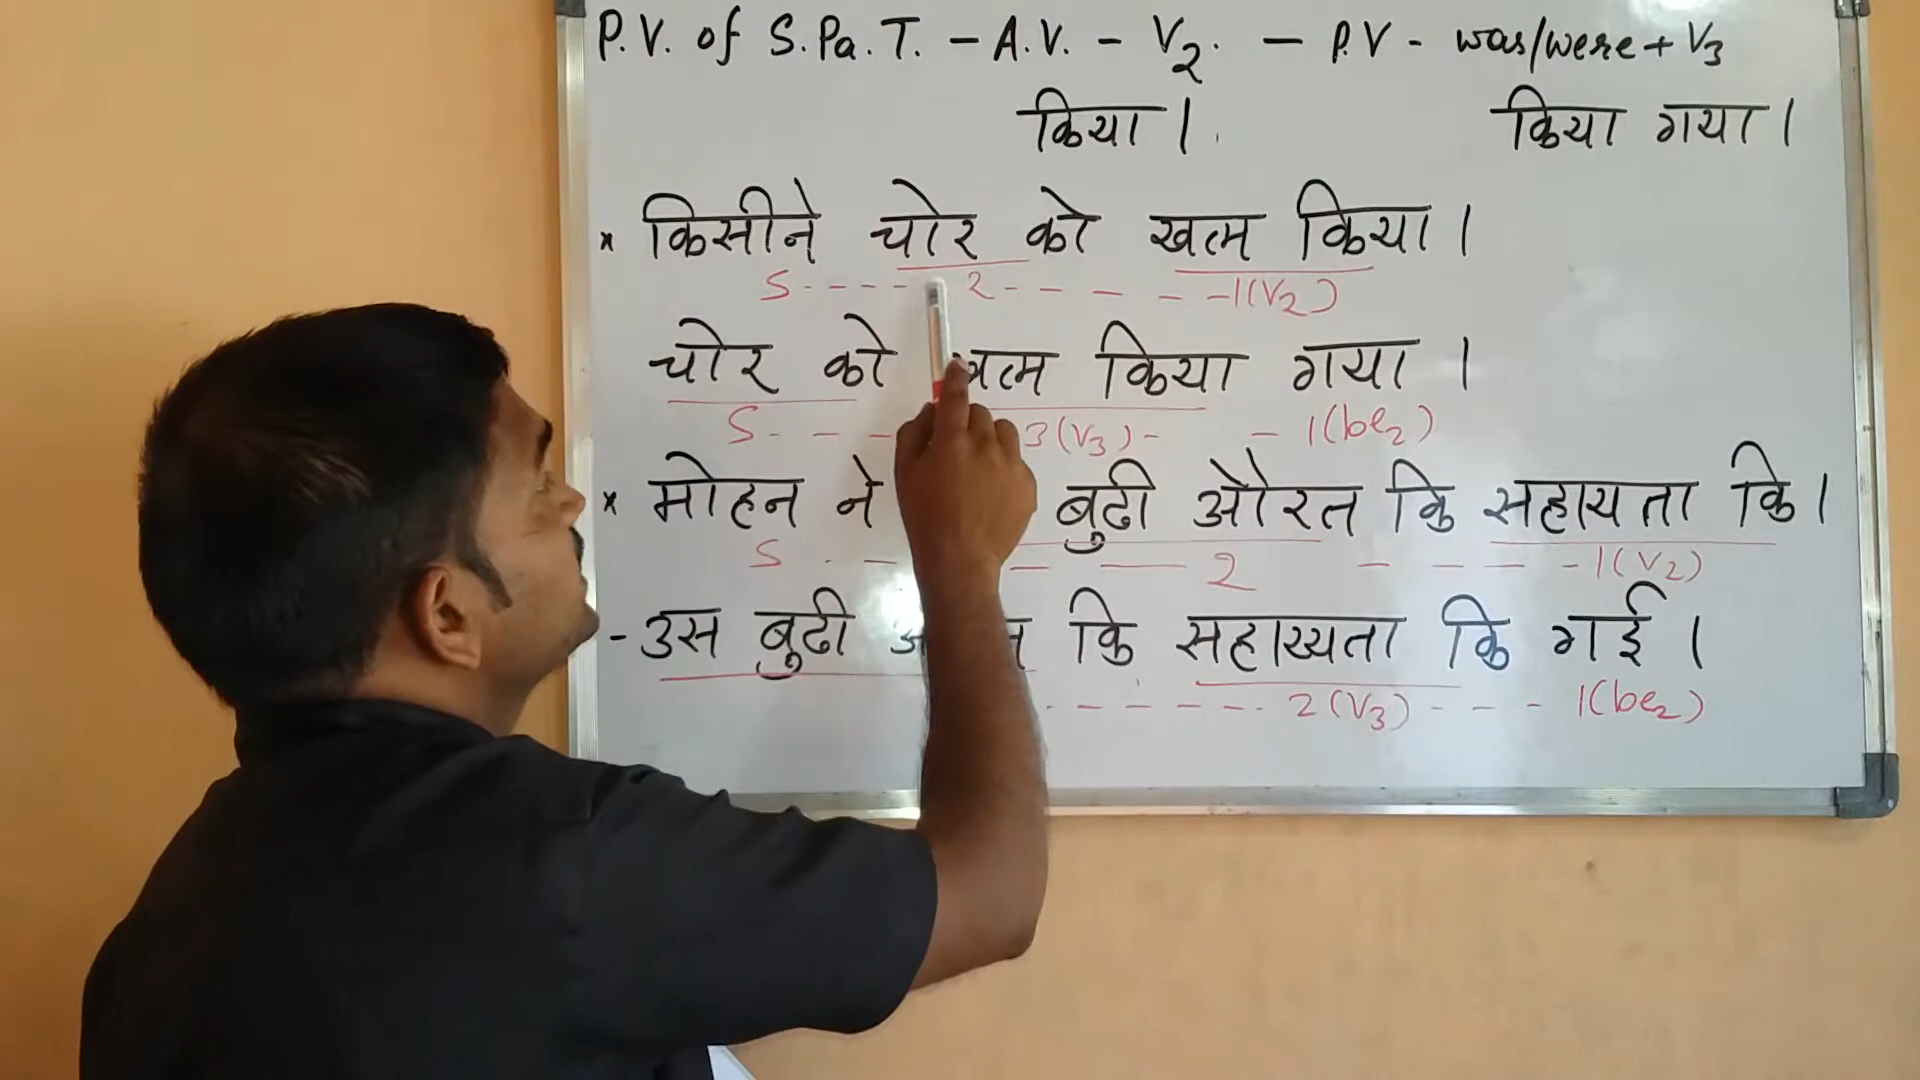 P.V. of S.Pa.T. - A.V. - V2. - P.V - was/were + V3
किया । किया गया ।
* किसीने चोर को खत्म किया ।
S - - - - 2 - - - - - 1(V2)
चोर को किया गया ।
S - - - 3(V3) - - 1(be2)
* मोहन ने बुढी औरत कि सहायता कि ।
S - - - - 2 - - - - 1(V2)
- उस बुढी कि सहाय्यता कि गई ।
- - - - - - 2(V3) - - - 1(be2)